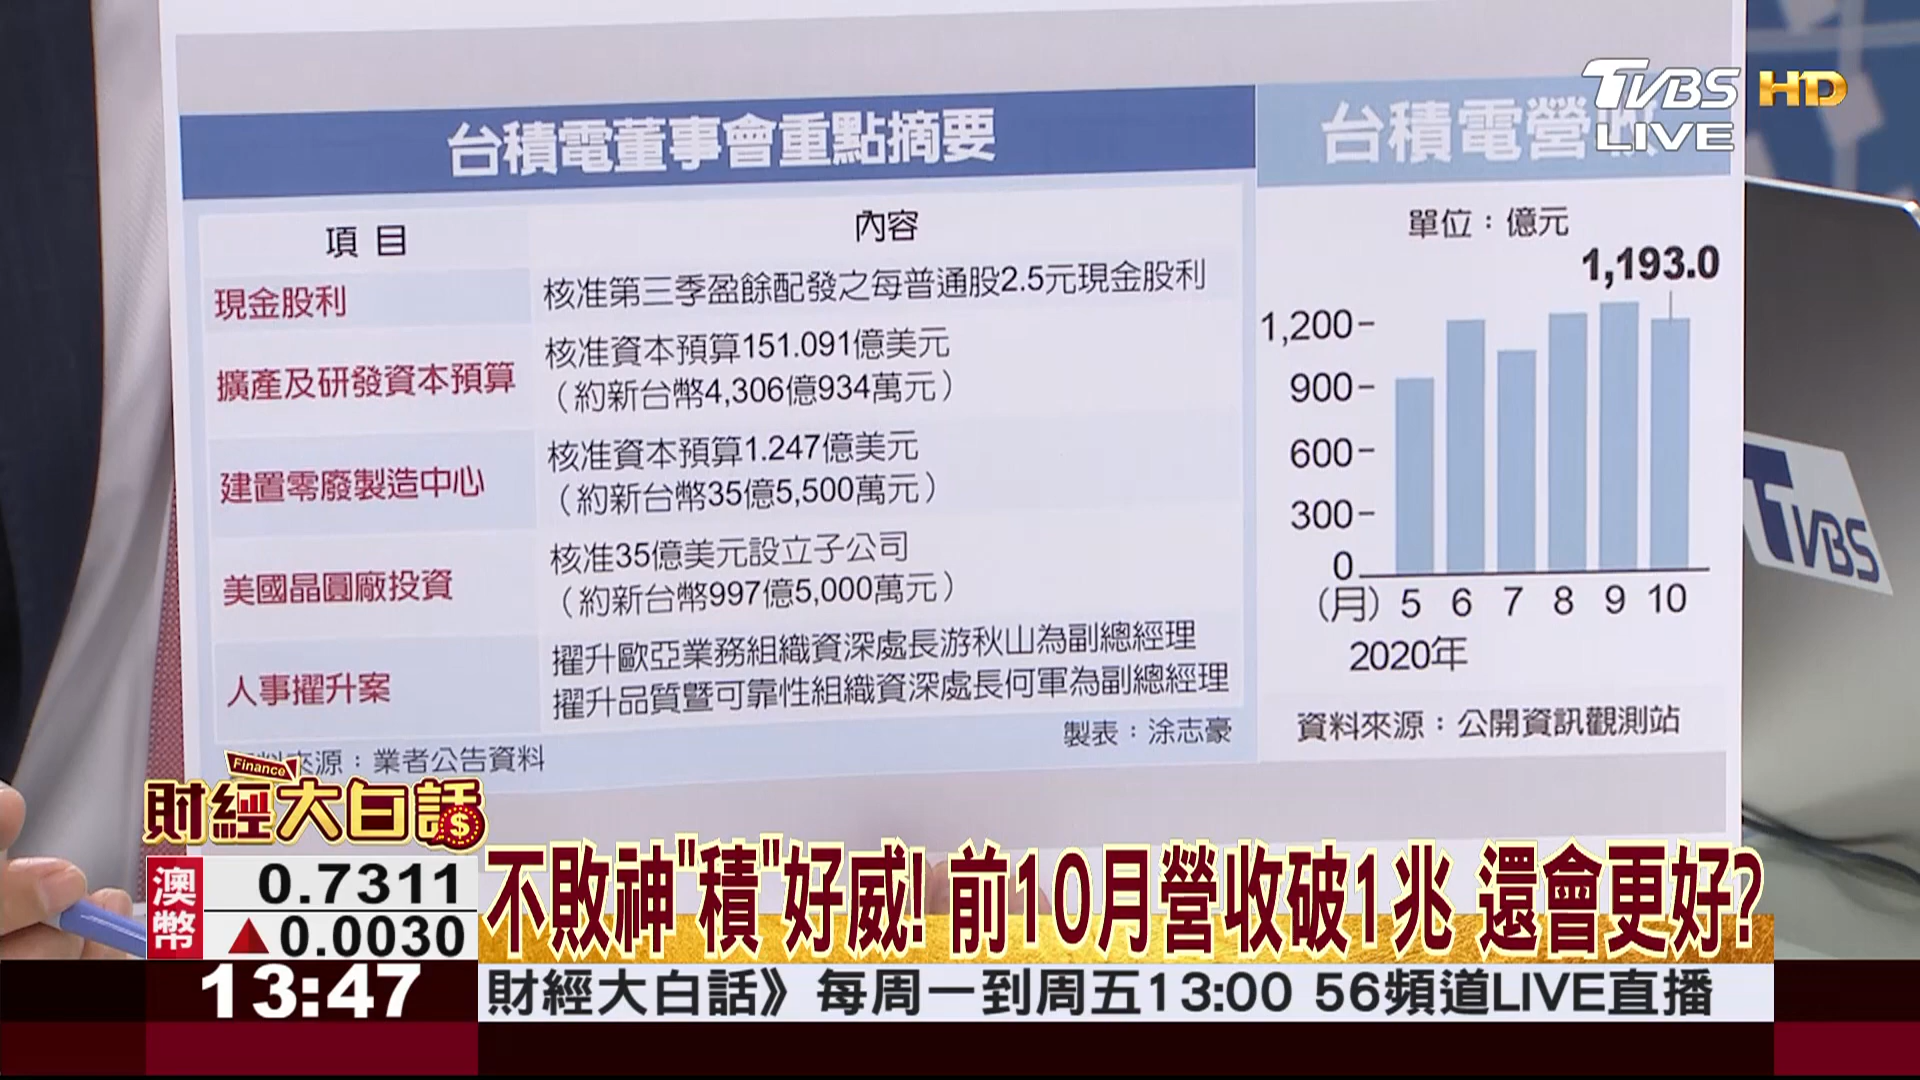 TVBS HD
LIVE
台積電董事會重點摘要
項目
內容
現金股利
核准第三季盈餘配發之每普通股2.5元現金股利
擴產及研發資本預算
核准資本預算151.091億美元
（約新台幣4,306億934萬元）
建置零廢製造中心
核准資本預算1.247億美元
（約新台幣35億5,500萬元）
美國晶圓廠投資
核准35億美元設立子公司
（約新台幣997億5,000萬元）
人事擢升案
擢升歐亞業務組織資深處長游秋山為副總經理
擢升品質暨可靠性組織資深處長何軍為副總經理
來源：業者公告資料
製表：涂志豪
台積電營
單位：億元
1,193.0
1,200
900
600
300
0
（月） 5 6 7 8 9 10
2020年
資料來源：公開資訊觀測站
TVBS
Finance
財經大白話
$
澳幣
0.7311
▲0.0030
13:47
不敗神"積"好威! 前10月營收破1兆 還會更好?
財經大白話》每周一到周五13:00 56頻道LIVE直播